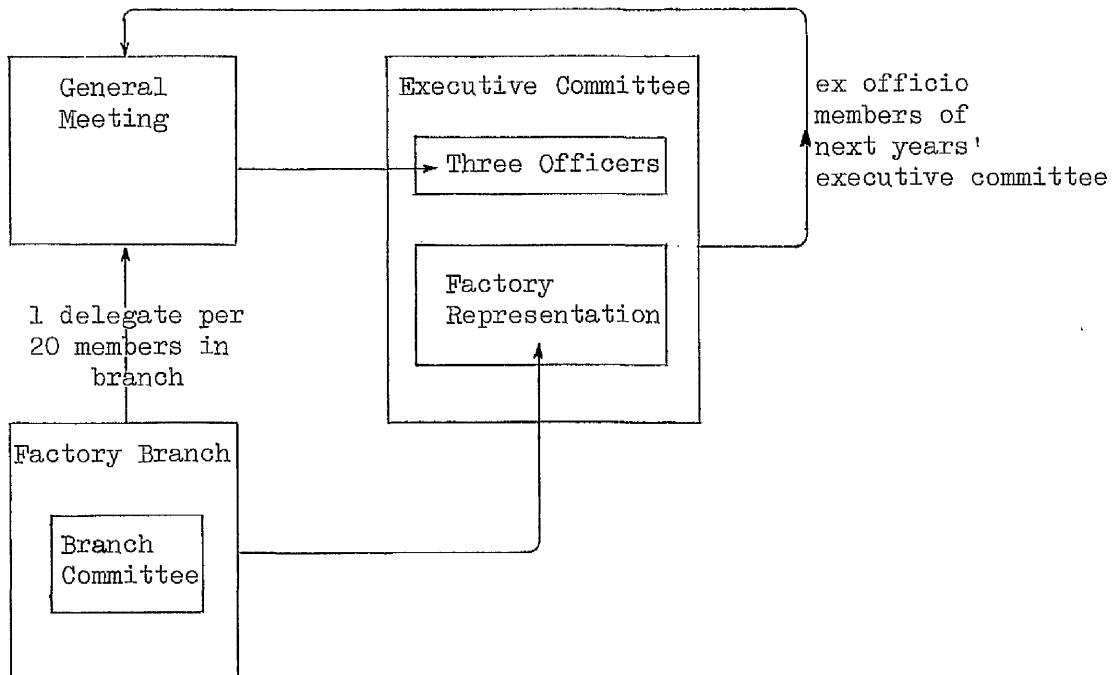 General
Meeting
Executive Committee
Three Officers
Factory
Representation
ex officio
members of
next years'
executive committee
1 delegate per
20 members in
branch
Factory Branch
Branch
Committee